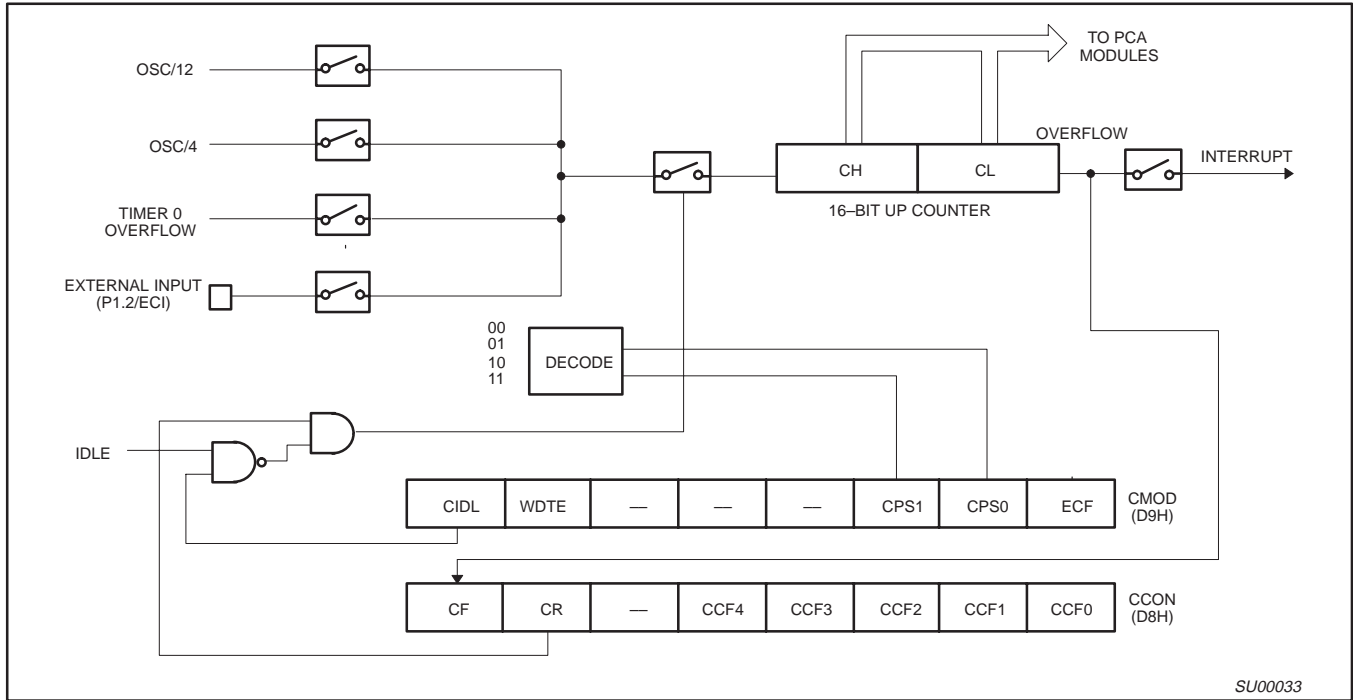 OSC/12
OSC/4
TIMER 0
OVERFLOW
EXTERNAL INPUT
(P1.2/ECI)
TO PCA
MODULES
OVERFLOW
CH
CL
INTERRUPT
16–BIT UP COUNTER
00
01
10
11
DECODE
IDLE
CIDL
WDTE
––
––
––
CPS1
CPS0
ECF
CMOD
(D9H)
CF
CR
––
CCF4
CCF3
CCF2
CCF1
CCF0
CCON
(D8H)
SU00033